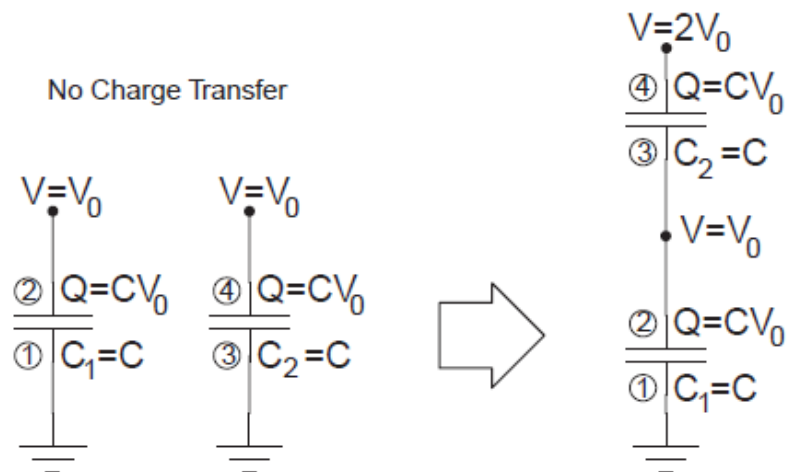 No Charge Transfer
V=V₀
② Q=CV₀
① C₁=C
V=V₀
④ Q=CV₀
③ C₂=C
V=2V₀
④ Q=CV₀
③ C₂=C
V=V₀
② Q=CV₀
① C₁=C